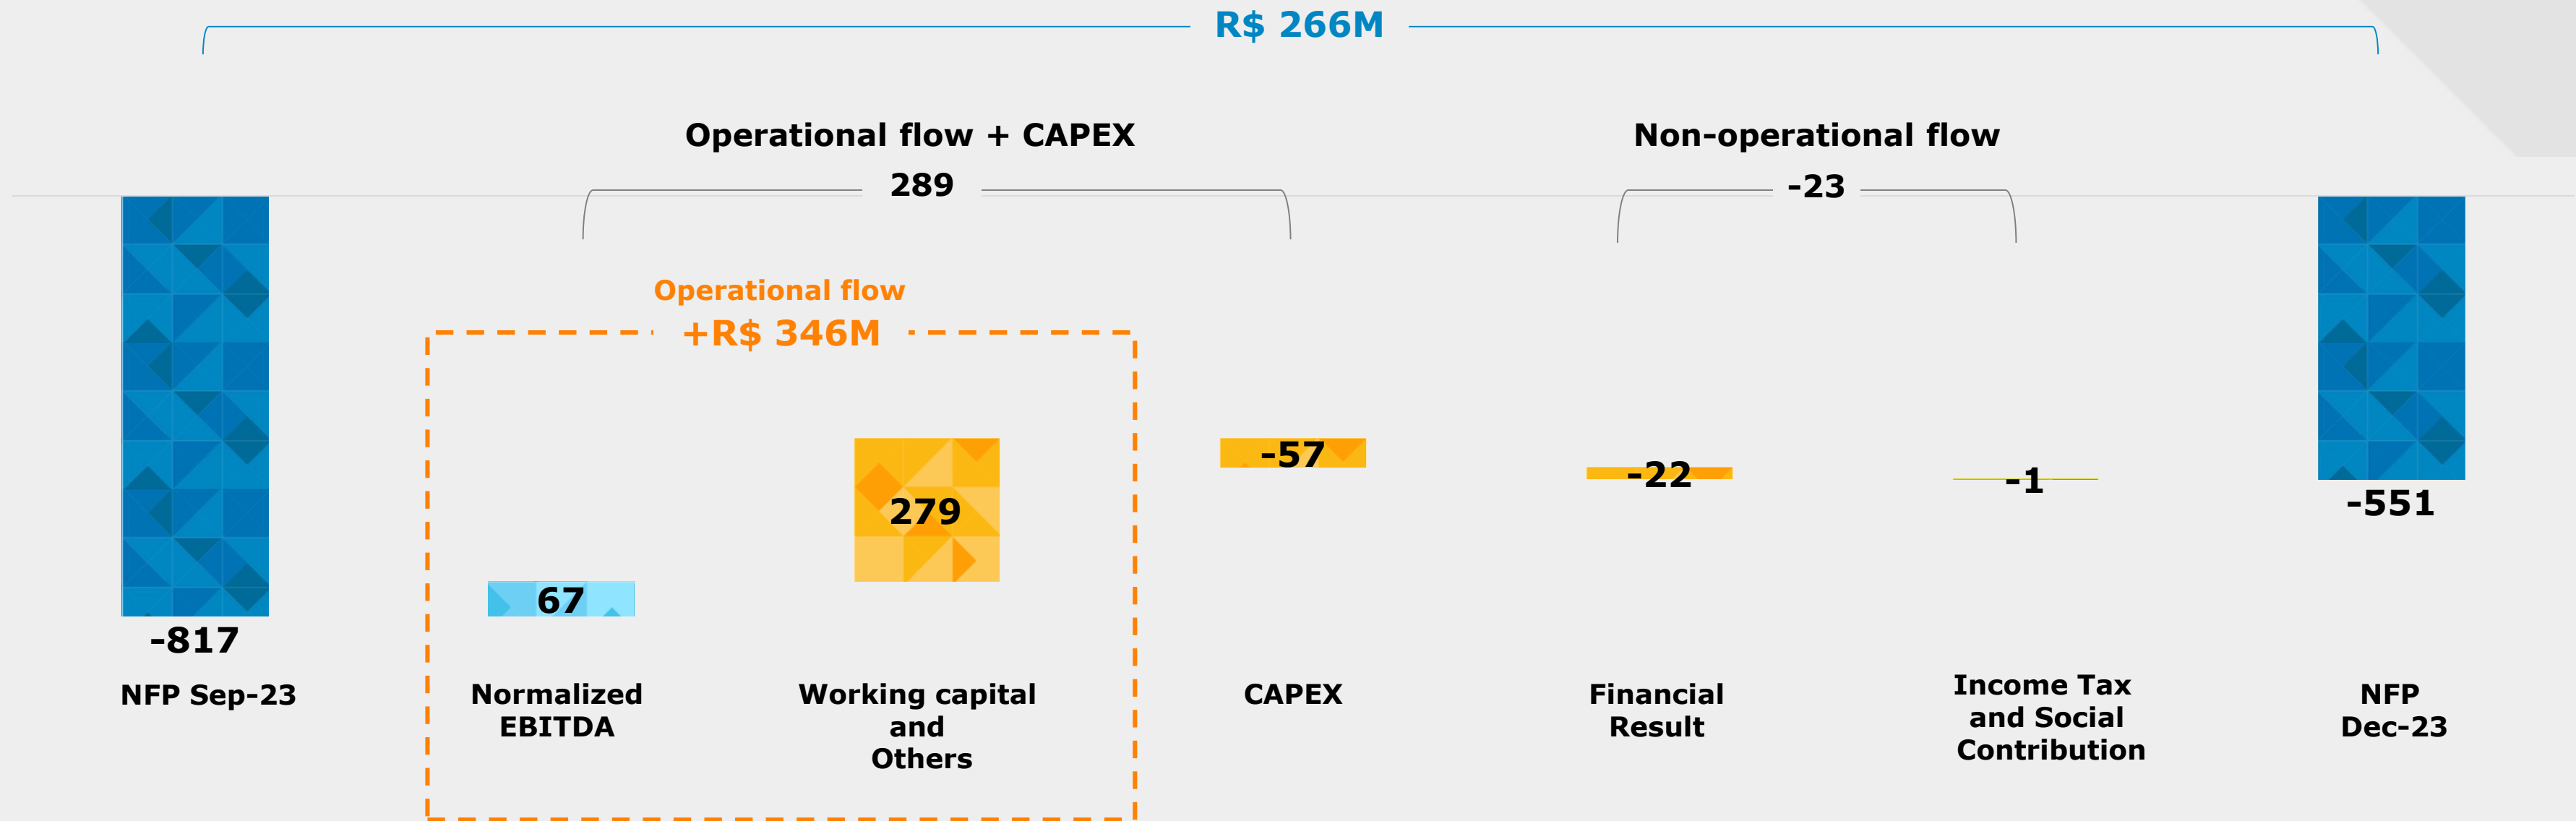 R$ 266M
Operational flow + CAPEX
289
Non-operational flow
-23
Operational flow
+R$ 346M
-817
67
279
-57
-22
-1
-551
NFP Sep-23
Normalized
EBITDA
Working capital
and
Others
CAPEX
Financial
Result
Income Tax
and Social
Contribution
NFP
Dec-23